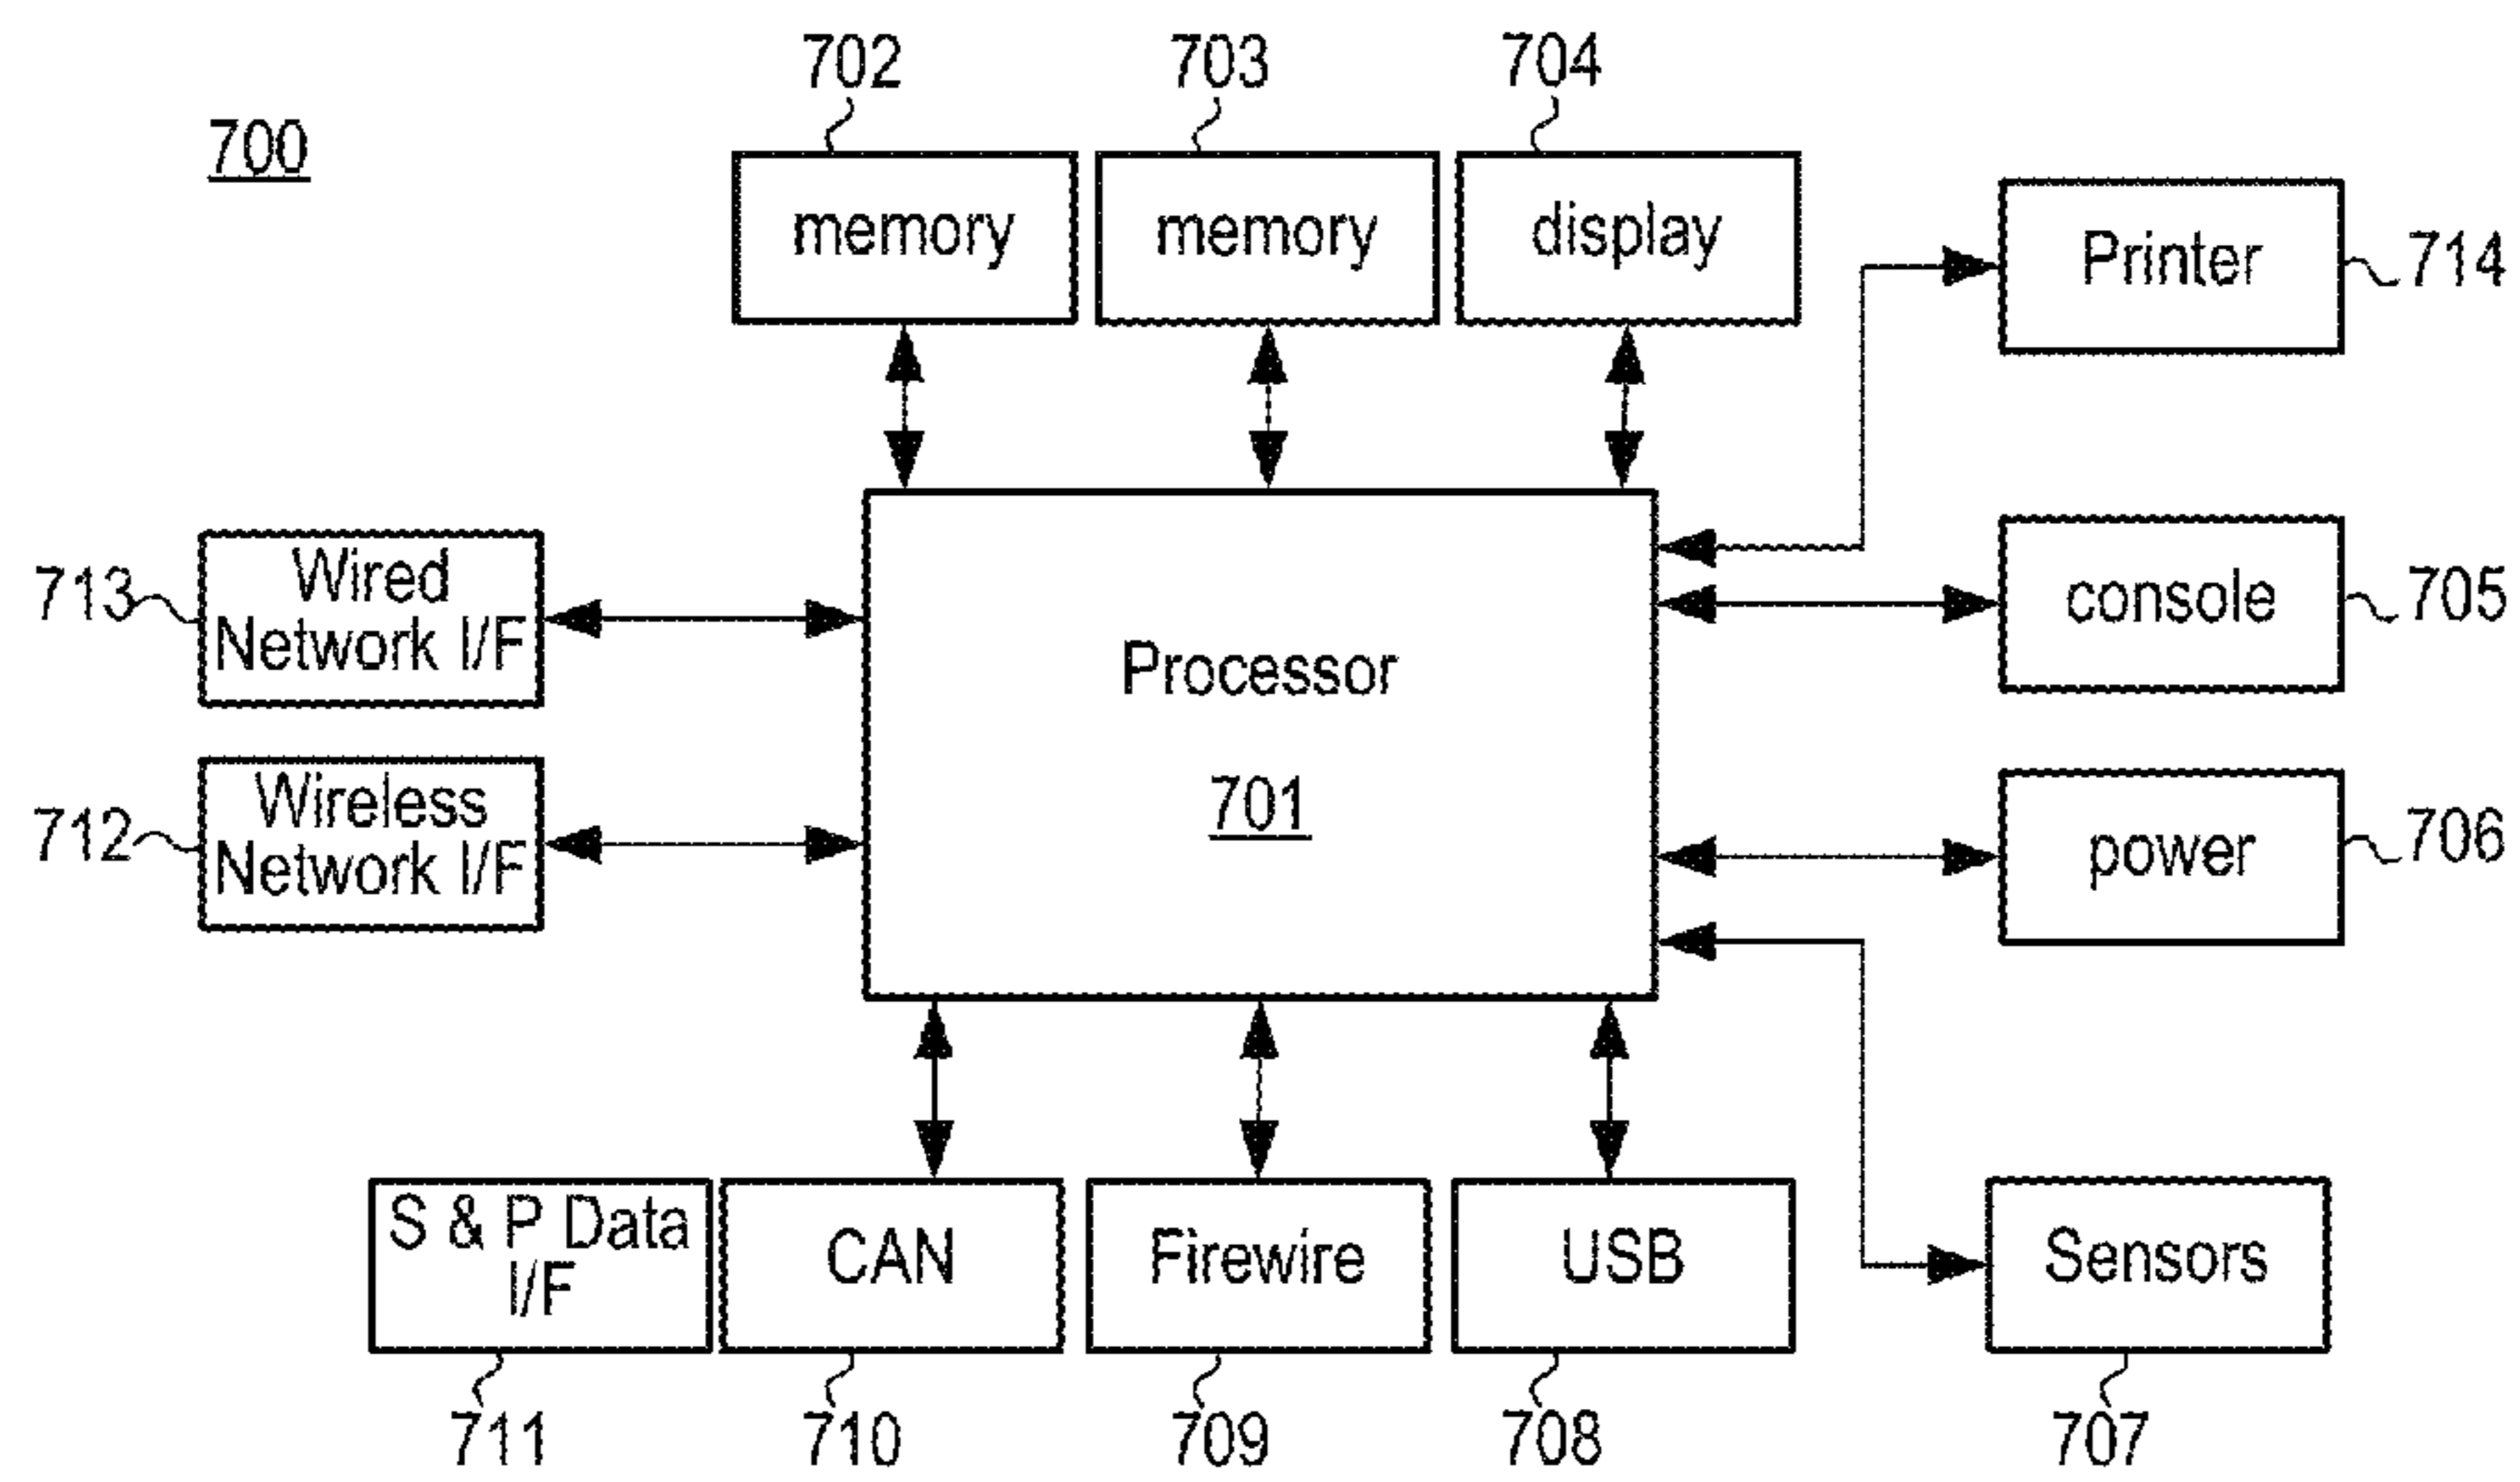 702
703
704
700
memory
memory
display
Printer
714
713
Wired
Network I/F
console
705
Processor
701
712
Wireless
Network I/F
power
706
S & P Data
I/F
CAN
Firewire
USB
Sensors
711
710
709
708
707